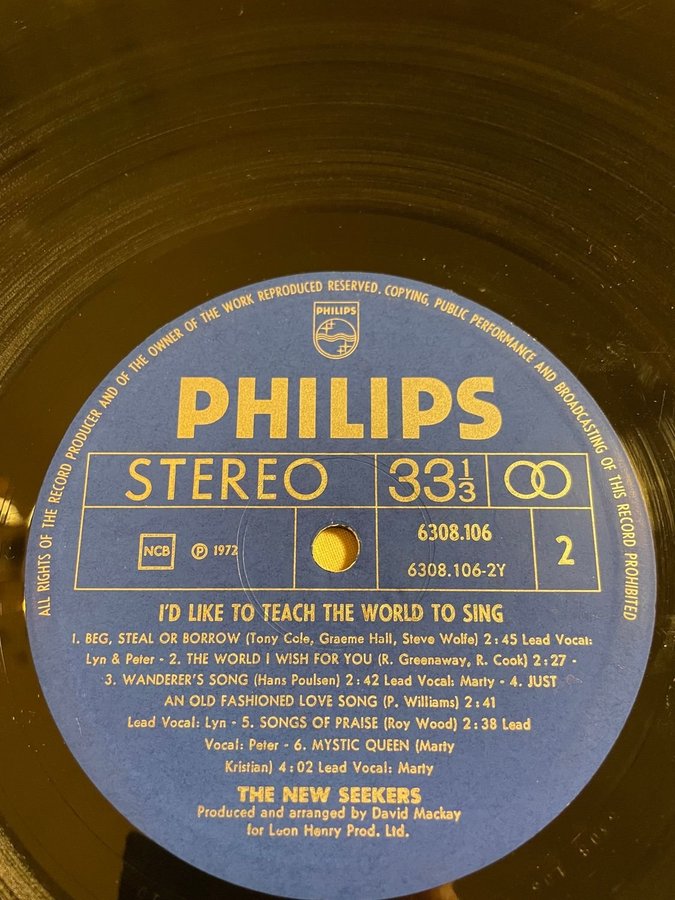 ALL RIGHTS OF THE RECORD PRODUCER AND OF THE OWNER OF THE WORK REPRODUCED RESERVED. COPYING, PUBLIC PERFORMANCE AND BROADCASTING OF THIS RECORD PROHIBITED
PHILIPS
PHILIPS
STEREO 33 1/3
NCB ℗ 1972 6308.106 2
6308.106-2Y
I'D LIKE TO TEACH THE WORLD TO SING
1. BEG, STEAL OR BORROW (Tony Cole, Graeme Hall, Steve Wolfe) 2:45 Lead Vocal:
Lyn & Peter - 2. THE WORLD I WISH FOR YOU (R. Greenaway, R. Cook) 2:27 -
3. WANDERER'S SONG (Hans Poulsen) 2:42 Lead Vocal: Marty - 4. JUST
AN OLD FASHIONED LOVE SONG (P. Williams) 2:41
Lead Vocal: Lyn - 5. SONGS OF PRAISE (Roy Wood) 2:38 Lead
Vocal: Peter - 6. MYSTIC QUEEN (Marty
Kristian) 4:02 Lead Vocal: Marty
THE NEW SEEKERS
Produced and arranged by David Mackay
for Leon Henry Prod. Ltd.